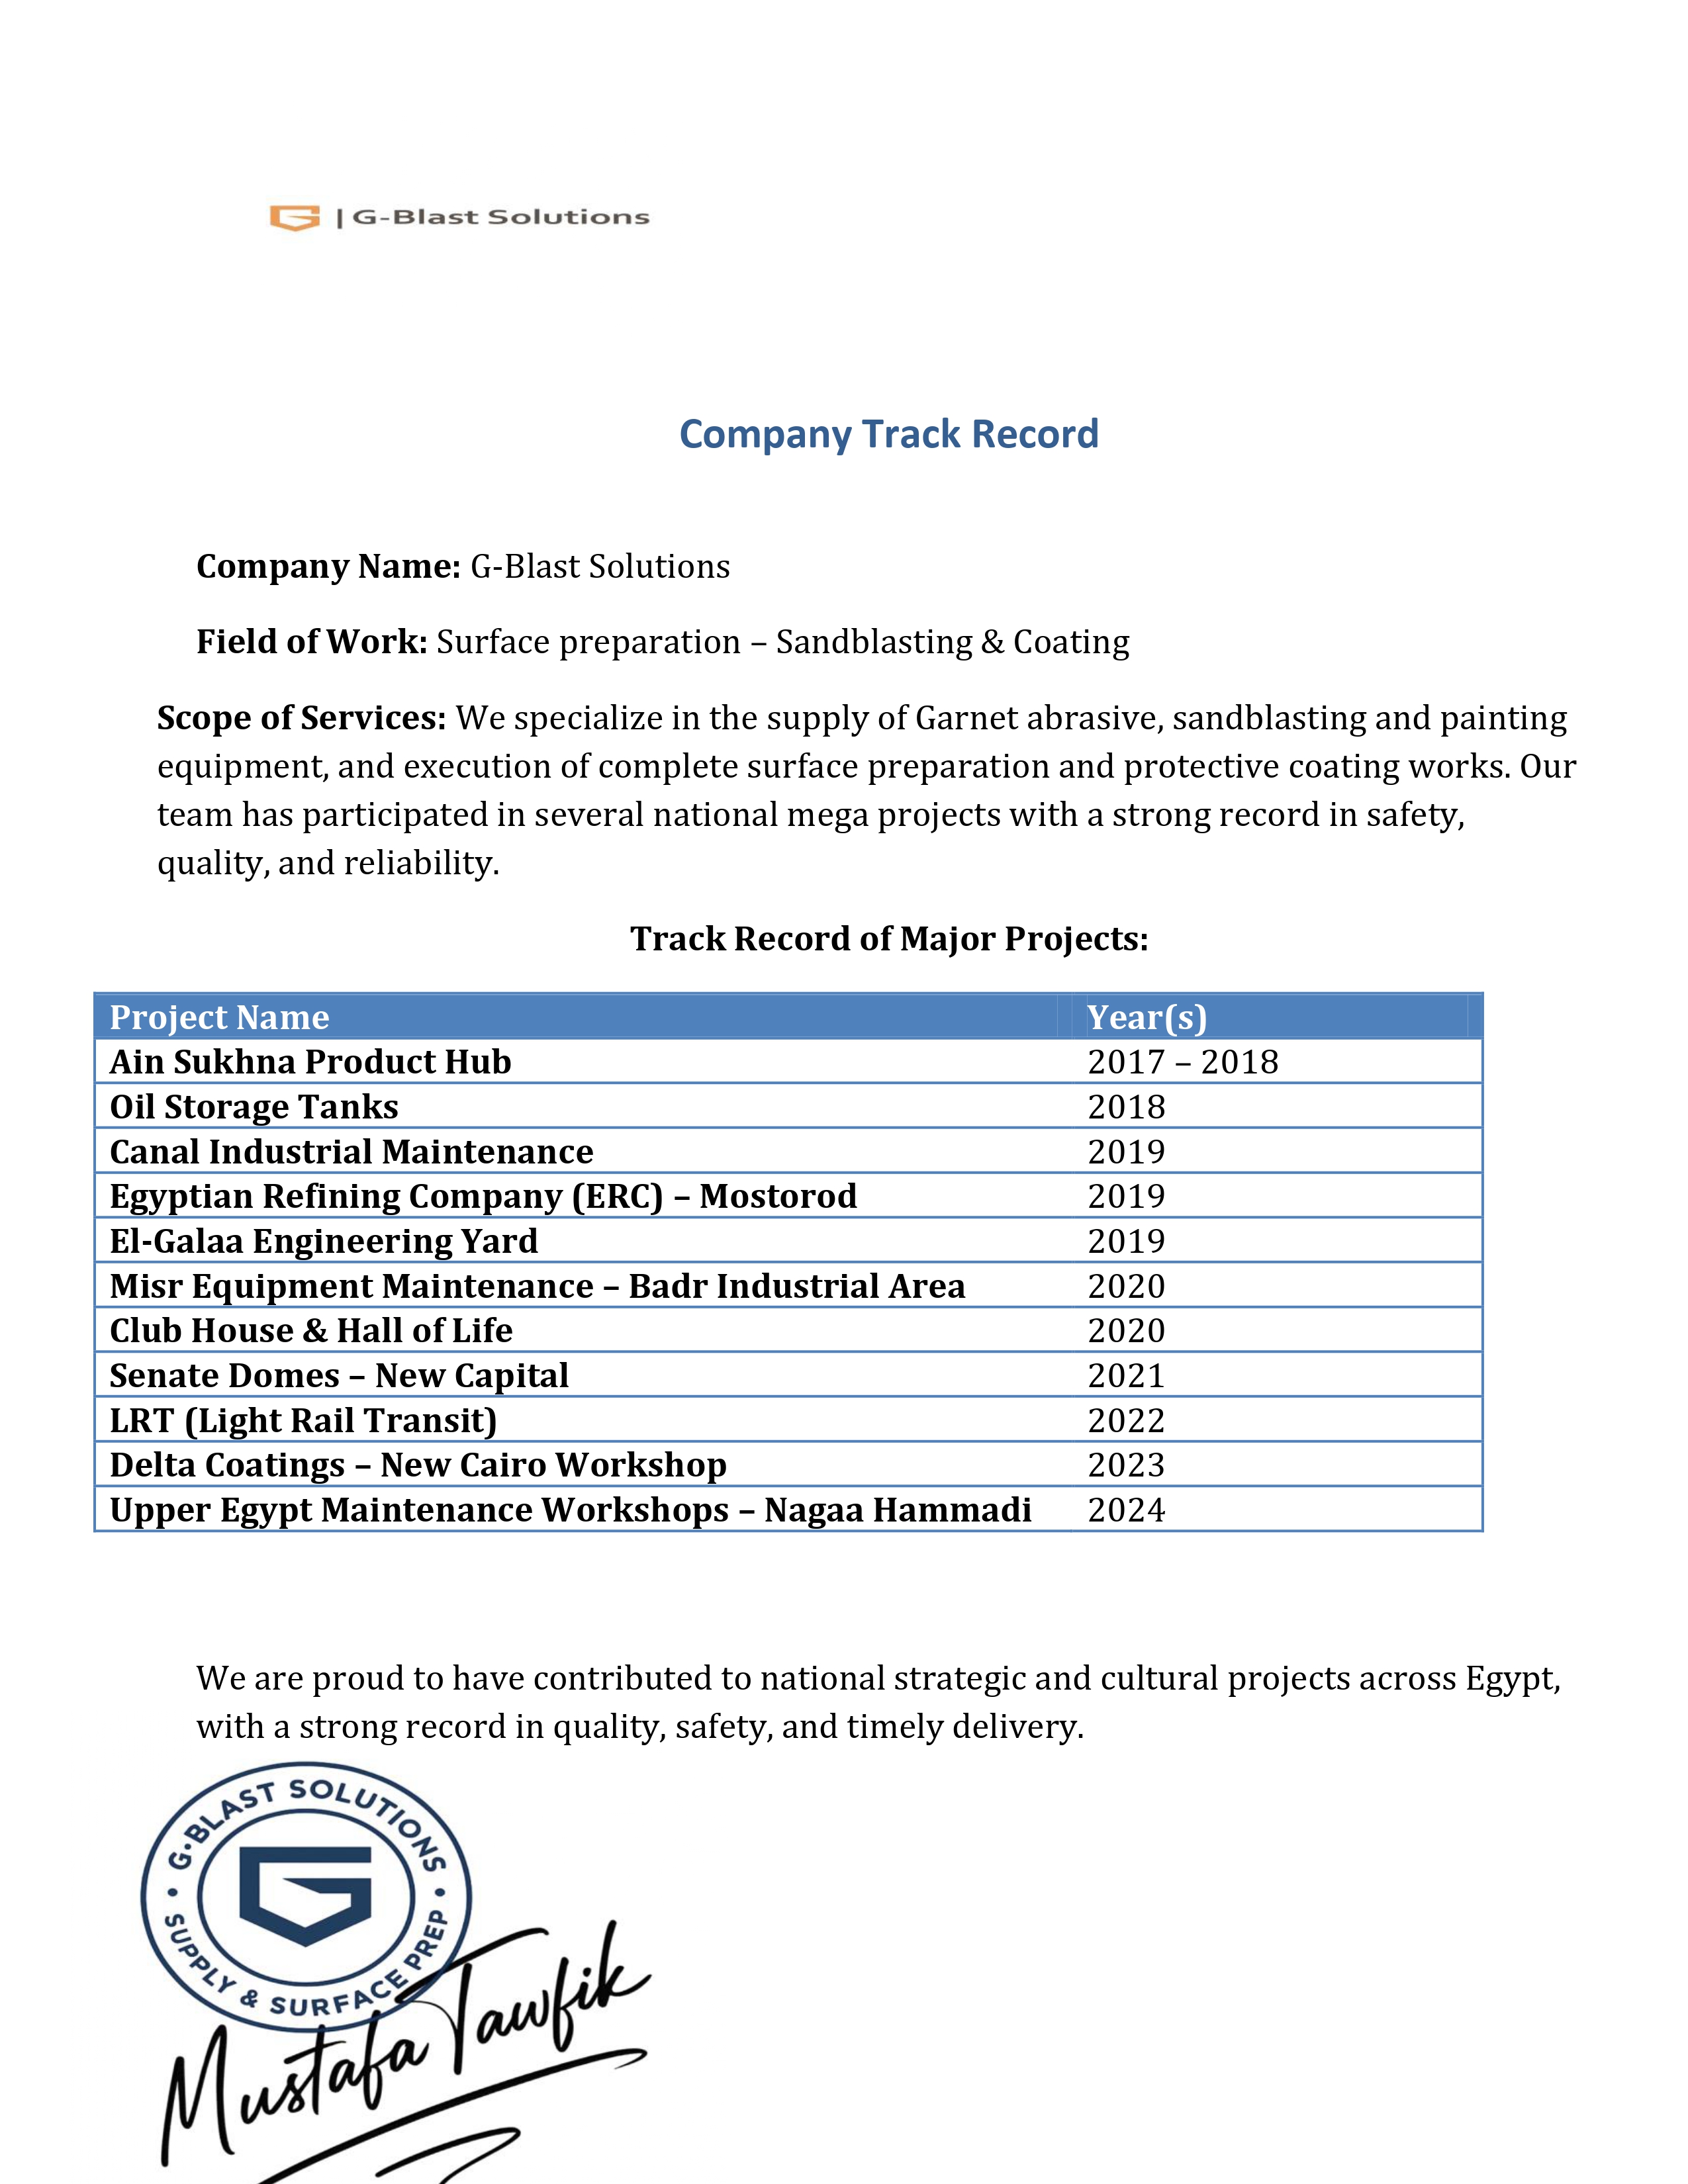 | G-Blast Solutions
Company Track Record
Company Name: G-Blast Solutions
Field of Work: Surface preparation – Sandblasting & Coating
Scope of Services: We specialize in the supply of Garnet abrasive, sandblasting and painting
equipment, and execution of complete surface preparation and protective coating works. Our
team has participated in several national mega projects with a strong record in safety,
quality, and reliability.
Track Record of Major Projects:
Project Name Year(s)
Ain Sukhna Product Hub 2017 – 2018
Oil Storage Tanks 2018
Canal Industrial Maintenance 2019
Egyptian Refining Company (ERC) – Mostorod 2019
El-Galaa Engineering Yard 2019
Misr Equipment Maintenance – Badr Industrial Area 2020
Club House & Hall of Life 2020
Senate Domes – New Capital 2021
LRT (Light Rail Transit) 2022
Delta Coatings – New Cairo Workshop 2023
Upper Egypt Maintenance Workshops – Nagaa Hammadi 2024
We are proud to have contributed to national strategic and cultural projects across Egypt,
with a strong record in quality, safety, and timely delivery.
G·BLAST SOLUTIONS
• SUPPLY & SURFACE PREP •
Mustafa Tawfik